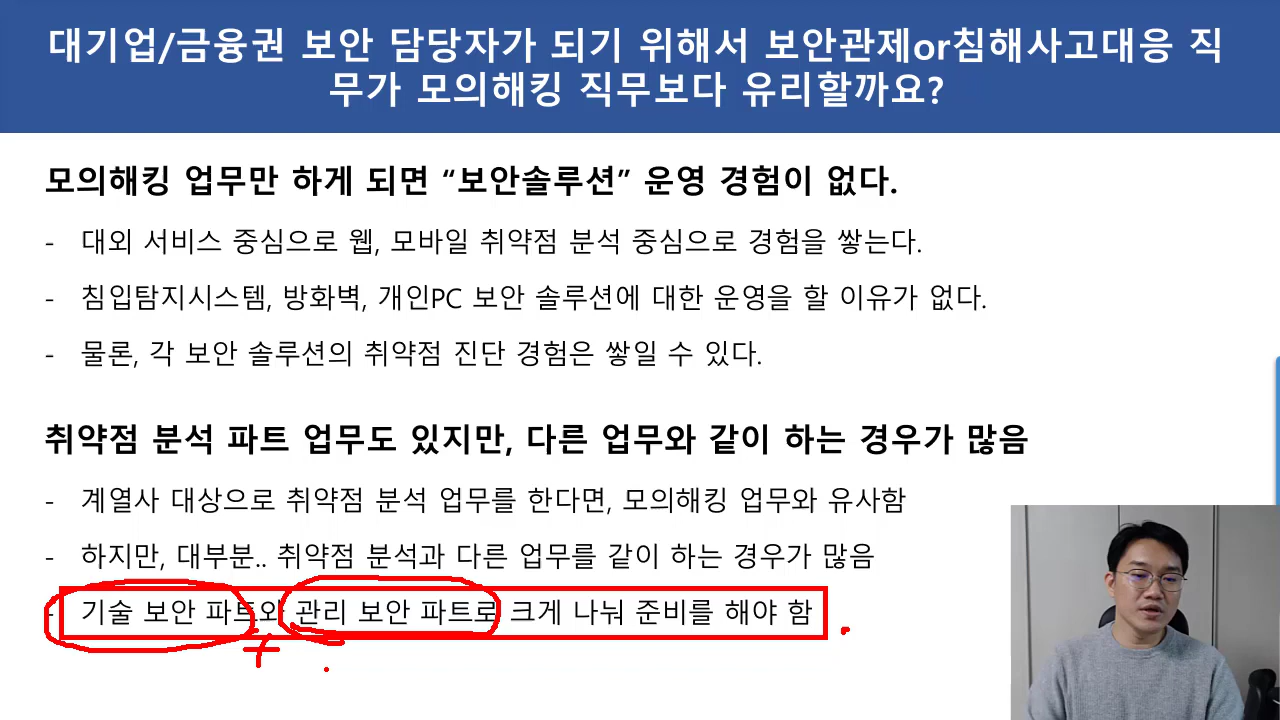 대기업/금융권 보안 담당자가 되기 위해서 보안관제or침해사고대응 직
무가 모의해킹 직무보다 유리할까요?
모의해킹 업무만 하게 되면 “보안솔루션” 운영 경험이 없다.
- 대외 서비스 중심으로 웹, 모바일 취약점 분석 중심으로 경험을 쌓는다.
- 침입탐지시스템, 방화벽, 개인PC 보안 솔루션에 대한 운영을 할 이유가 없다.
- 물론, 각 보안 솔루션의 취약점 진단 경험은 쌓일 수 있다.
취약점 분석 파트 업무도 있지만, 다른 업무와 같이 하는 경우가 많음
- 계열사 대상으로 취약점 분석 업무를 한다면, 모의해킹 업무와 유사함
- 하지만, 대부분.. 취약점 분석과 다른 업무를 같이 하는 경우가 많음
- 기술 보안 파트와 관리 보안 파트로 크게 나눠 준비를 해야 함
+